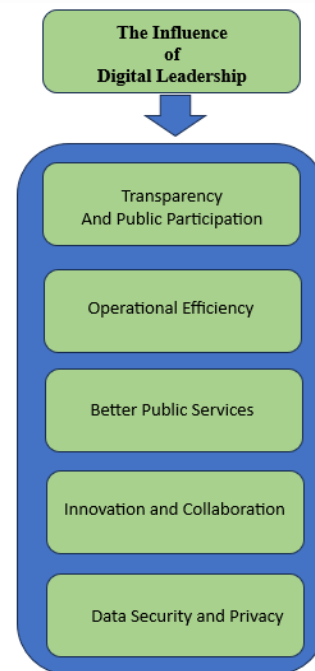 The Influence
of
Digital Leadership
Transparency
And Public Participation
Operational Efficiency
Better Public Services
Innovation and Collaboration
Data Security and Privacy